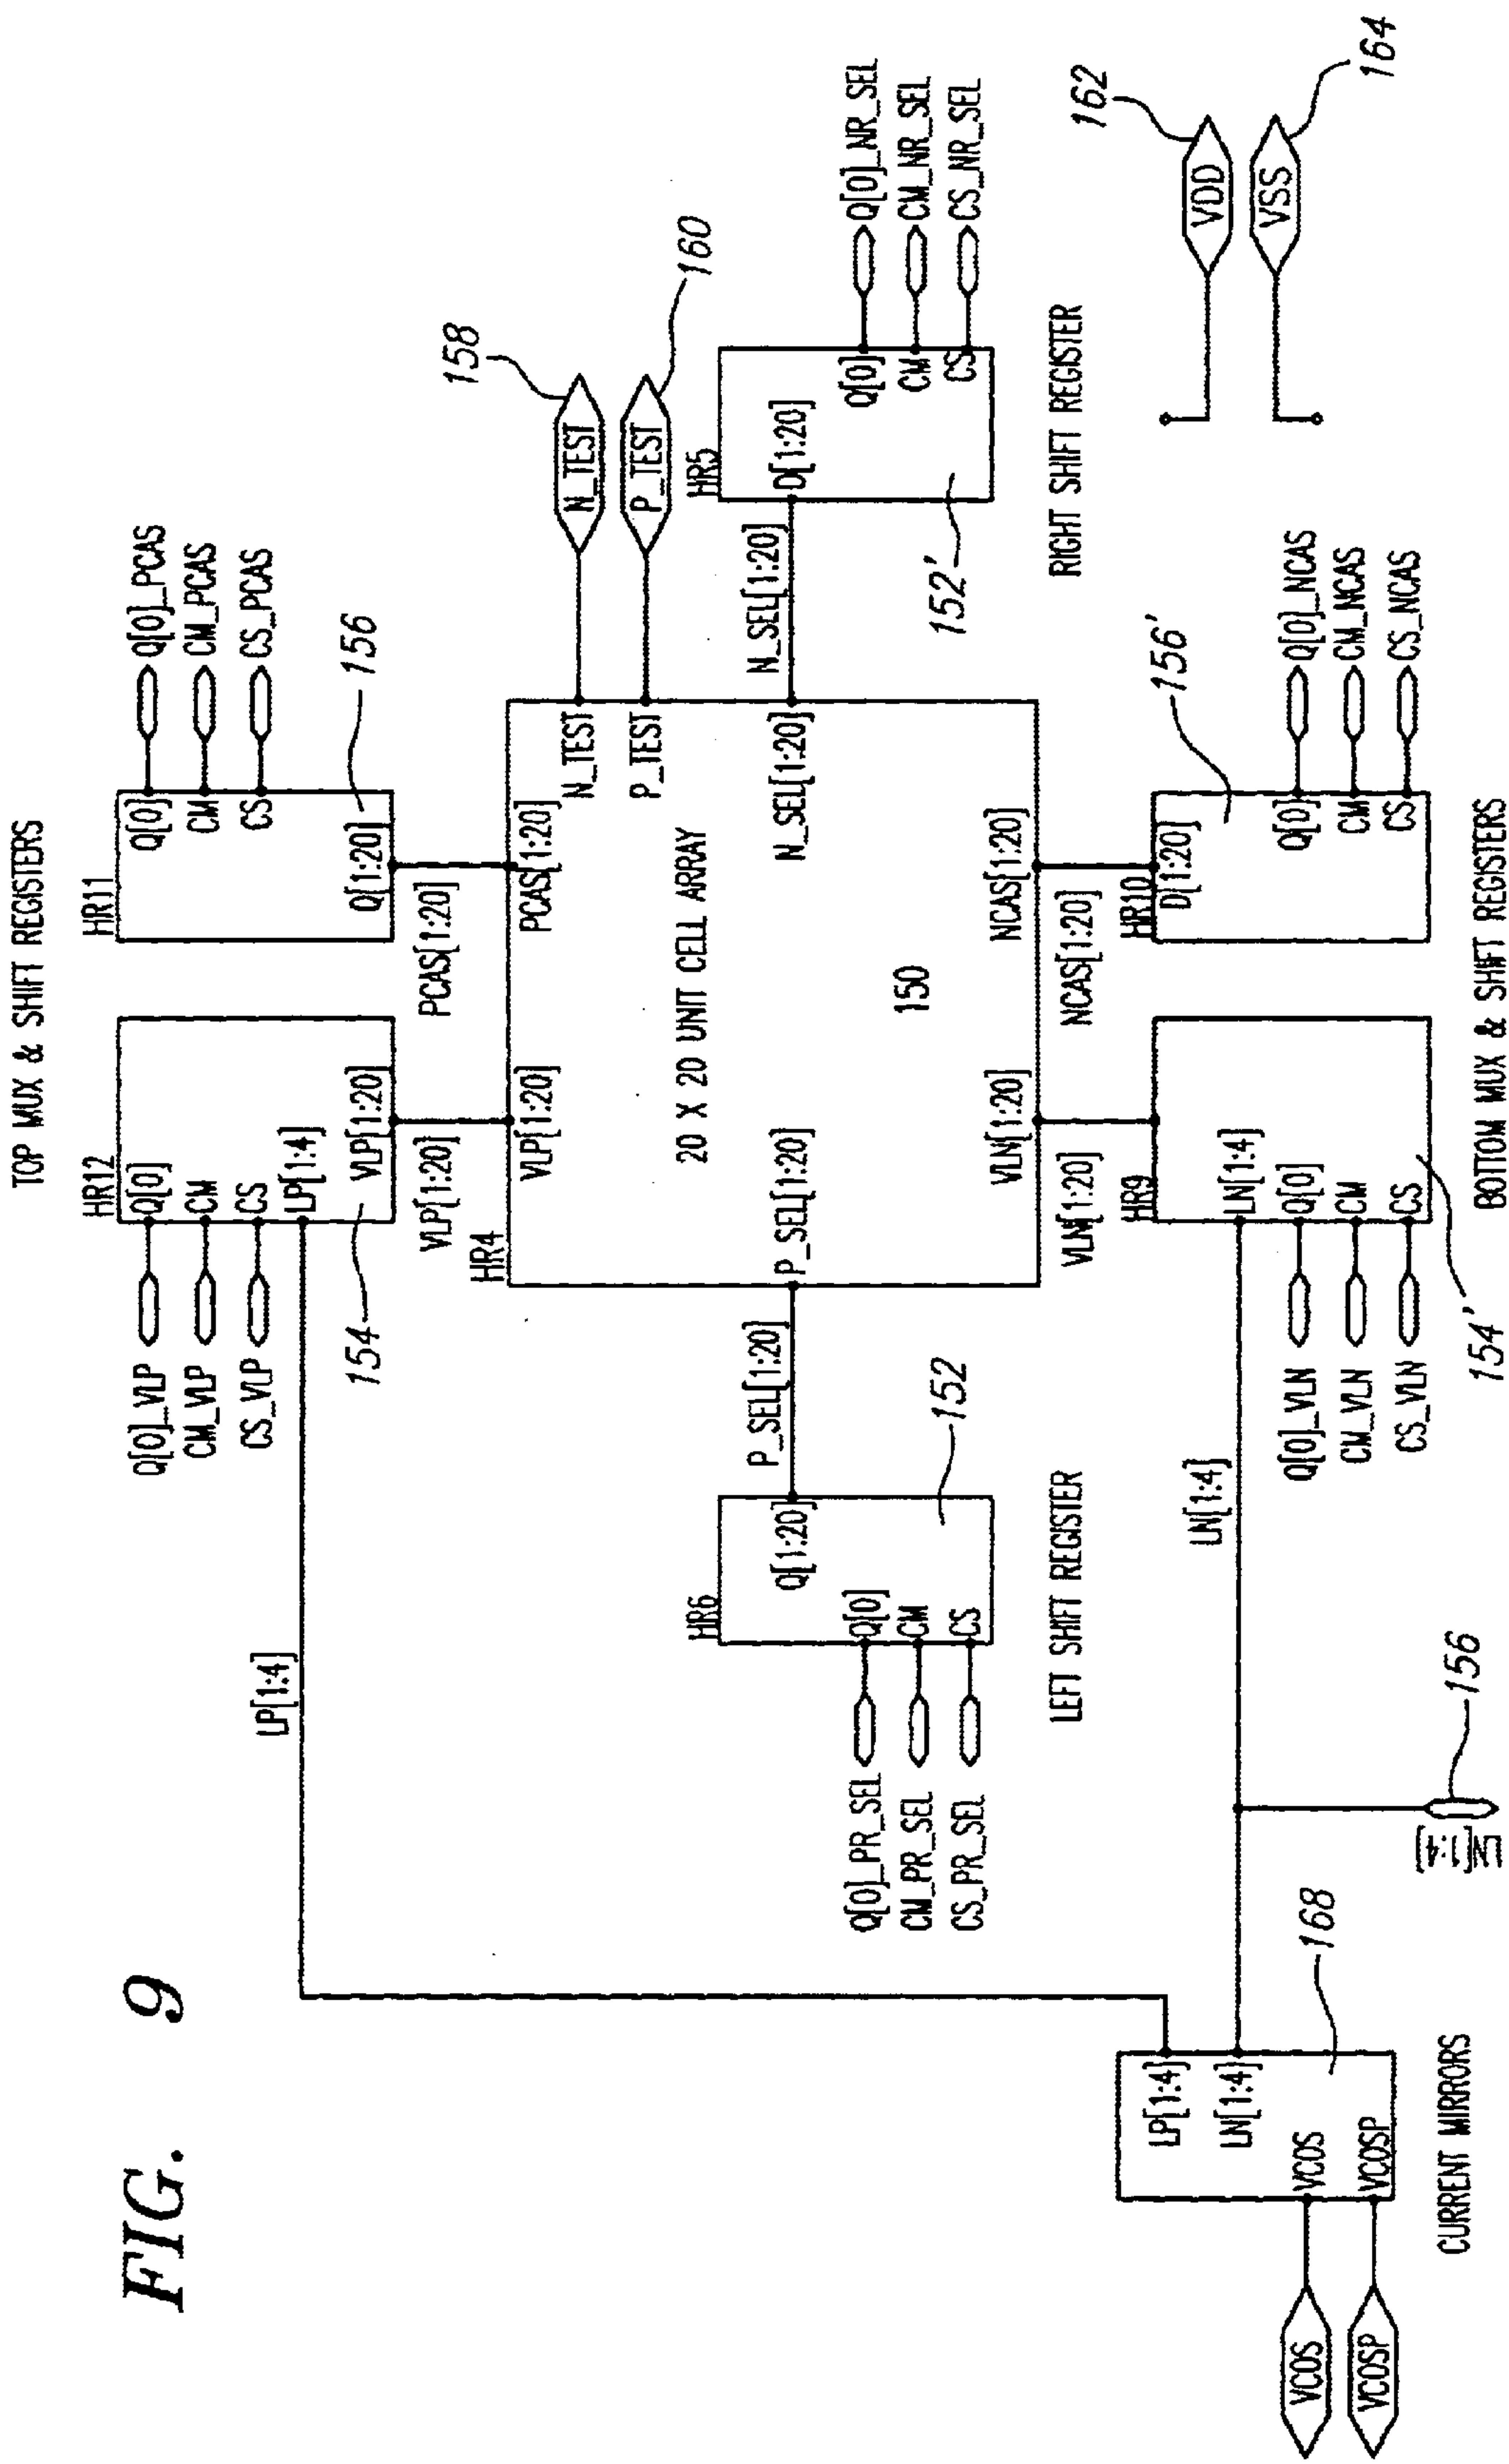 FIG. 9
TOP MUX & SHIFT REGISTERS
HR12
Q[0]_VLP
Q[0]
CM_VLP
CM
CS_VLP
CS
LP[1:4]
VLP[1:20]
154
LP[1:4]
HR11
Q[0]
Q[0]_PCAS
CM
CM_PCAS
CS
CS_PCAS
Q[1:20]
156
VLP[1:20]
PCAS[1:20]
HR4
VLP[1:20]
PCAS[1:20]
N_TEST
P_TEST
N_TEST
158
P_TEST
160
20 X 20 UNIT CELL ARRAY
150
P_SEL[1:20]
N_SEL[1:20]
VLN[1:20]
NCAS[1:20]
P_SEL[1:20]
N_SEL[1:20]
HR6
Q[1:20]
Q[0]_PR_SEL
Q[0]
CM_PR_SEL
CM
CS_PR_SEL
CS
152
LEFT SHIFT REGISTER
HR5
D[1:20]
Q[0]
Q[0]_NR_SEL
CM
CM_NR_SEL
CS
CS_NR_SEL
152'
RIGHT SHIFT REGISTER
VLN[1:20]
NCAS[1:20]
HR9
LN[1:4]
Q[0]_VLN
Q[0]
CM_VLN
CM
CS_VLN
CS
154'
HR10
D[1:20]
Q[0]
Q[0]_NCAS
CM
CM_NCAS
CS
CS_NCAS
156'
BOTTOM MUX & SHIFT REGISTERS
VDD
162
VSS
164
LN[1:4]
LN[1:4]
156
LP[1:4]
LN[1:4]
VCOS
VCOS
VCOSP
VCOSP
168
CURRENT MIRRORS